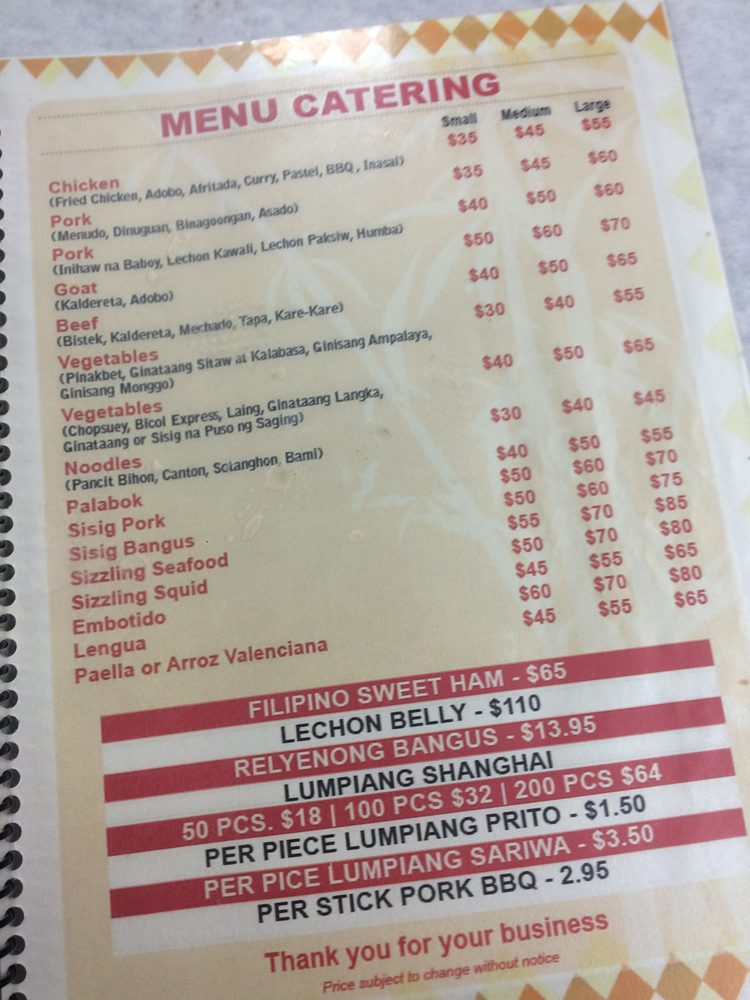 MENU CATERING
Small Medium Large
Chicken $35 $45 $55
(Fried Chicken, Adobo, Afritada, Curry, Pastel, BBQ , Inasal)
Pork $35 $45 $60
(Menudo, Dinuguan, Binagoongan, Asado)
Pork $40 $50 $60
(Inihaw na Baboy, Lechon Kawali, Lechon Paksiw, Humba)
Goat $50 $60 $70
(Kaldereta, Adobo)
Beef $40 $50 $65
(Bistek, Kaldereta, Mechado, Tapa, Kare-Kare)
Vegetables $30 $40 $55
(Pinakbet, Ginataang Sitaw at Kalabasa, Ginisang Ampalaya,
Ginisang Monggo)
Vegetables $40 $50 $65
(Chopsuey, Bicol Express, Laing, Ginataang Langka,
Ginataang or Sisig na Puso ng Saging)
Noodles $30 $40 $45
(Pancit Bihon, Canton, Sotanghon, Bami)
Palabok $40 $50 $55
Sisig Pork $50 $60 $70
Sisig Bangus $50 $60 $75
Sizzling Seafood $55 $70 $85
Sizzling Squid $50 $70 $80
Embotido $45 $55 $65
Lengua $60 $70 $80
Paella or Arroz Valenciana $45 $55 $65
FILIPINO SWEET HAM - $65
LECHON BELLY - $110
RELYENONG BANGUS - $13.95
LUMPIANG SHANGHAI
50 PCS. $18 | 100 PCS $32 | 200 PCS $64
PER PIECE LUMPIANG PRITO - $1.50
PER PICE LUMPIANG SARIWA - $3.50
PER STICK PORK BBQ - 2.95
Thank you for your business
Price subject to change without notice